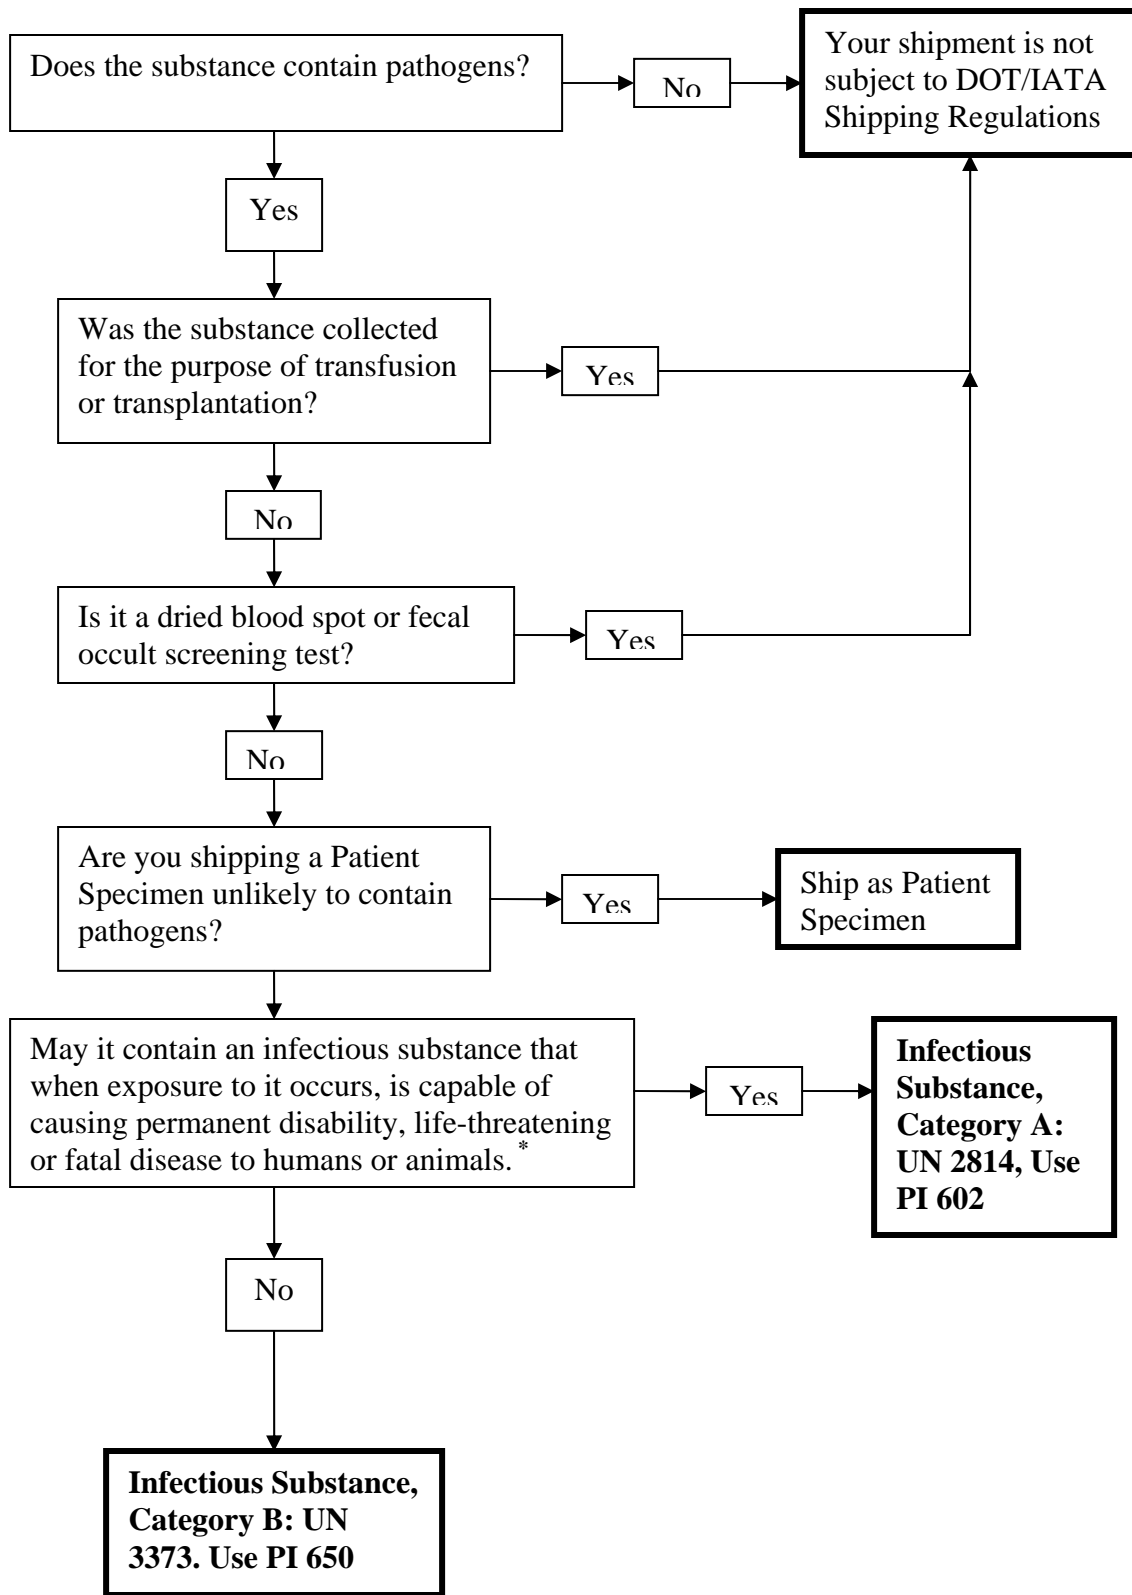 Does the substance contain pathogens?
No
Your shipment is not
subject to DOT/IATA
Shipping Regulations
Yes
Was the substance collected
for the purpose of transfusion
or transplantation?
Yes
No
Is it a dried blood spot or fecal
occult screening test?
Yes
No
Are you shipping a Patient
Specimen unlikely to contain
pathogens?
Yes
Ship as Patient
Specimen
May it contain an infectious substance that
when exposure to it occurs, is capable of
causing permanent disability, life-threatening
or fatal disease to humans or animals. *
Yes
Infectious
Substance,
Category A:
UN 2814, Use
PI 602
No
Infectious Substance,
Category B: UN
3373. Use PI 650